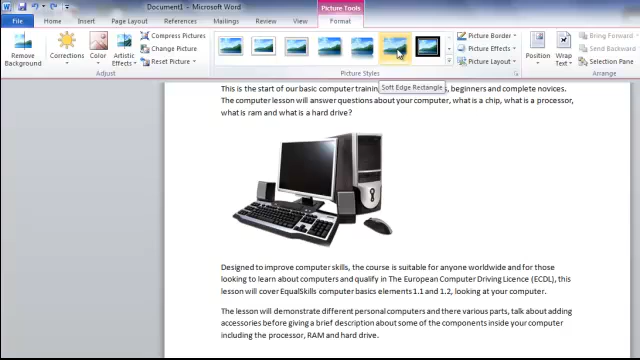 Document1 - Microsoft Word
Picture Tools
File Home Insert Page Layout References Mailings Review View Format
Remove Background
Corrections
Color
Artistic Effects
Compress Pictures
Change Picture
Reset Picture
Adjust
Picture Styles
Picture Border
Picture Effects
Picture Layout
Position
Wrap Text
Bring Forward
Send Backward
Selection Pane
Arrange
Soft Edge Rectangle
This is the start of our basic computer training beginners and complete novices.
The computer lesson will answer questions about your computer, what is a chip, what is a processor,
what is ram and what is a hard drive?
Designed to improve computer skills, the course is suitable for anyone worldwide and for those
looking to learn about computers and qualify in The European Computer Driving Licence (ECDL), this
lesson will cover EqualSkills computer basics elements 1.1 and 1.2, looking at your computer.
The lesson will demonstrate different personal computers and there various parts, talk about adding
accessories before giving a brief description about some of the components inside your computer
including the processor, RAM and hard drive.